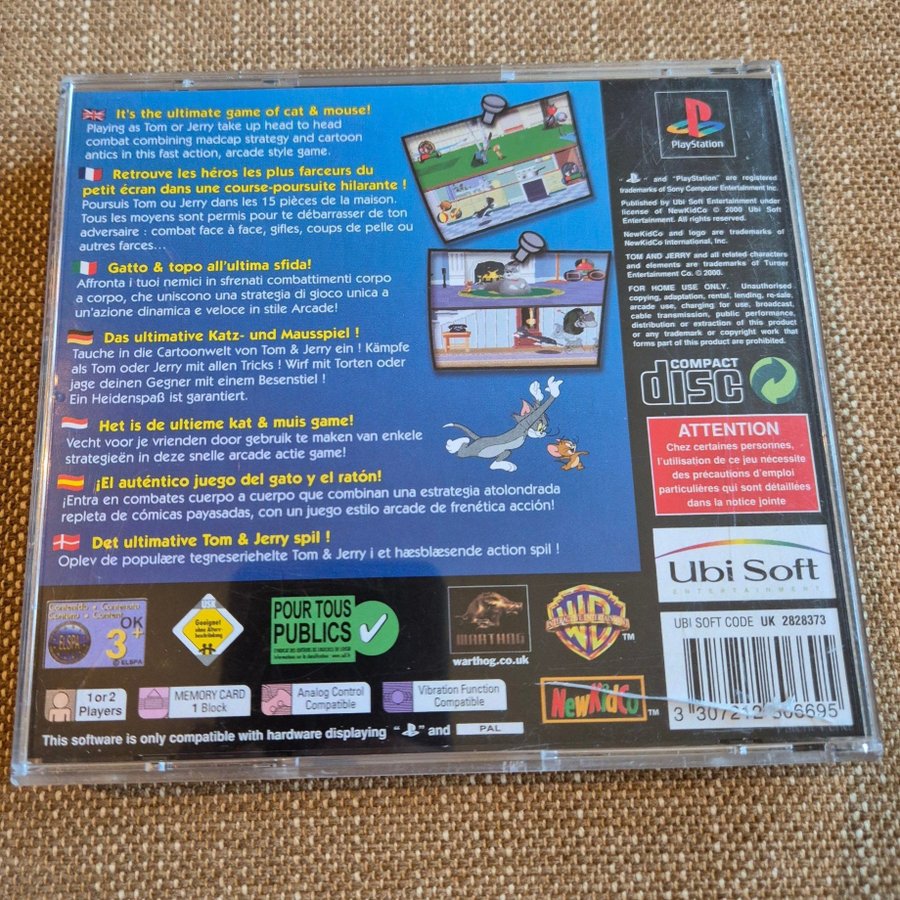 It's the ultimate game of cat & mouse!
Playing as Tom or Jerry take up head to head
combat combining madcap strategy and cartoon
antics in this fast action, arcade style game.
Retrouve les héros les plus farceurs du
petit écran dans une course-poursuite hilarante !
Poursuis Tom ou Jerry dans les 15 pièces de la maison.
Tous les moyens sont permis pour te débarrasser de ton
adversaire : combat face à face, gifles, coups de pelle ou
autres farces...
Gatto & topo all'ultima sfida!
Affronta i tuoi nemici in sfrenati combattimenti corpo
a corpo, che uniscono una strategia di gioco unica a
un'azione dinamica e veloce in stile Arcade!
Das ultimative Katz- und Mausspiel !
Tauche in die Cartoonwelt von Tom & Jerry ein ! Kämpfe
als Tom oder Jerry mit allen Tricks ! Wirf mit Torten oder
jage deinen Gegner mit einem Besenstiel !
Ein Heidenspaß ist garantiert.
Het is de ultieme kat & muis game!
Vecht voor je vrienden door gebruik te maken van enkele
strategieën in deze snelle arcade actie game!
¡El auténtico juego del gato y el ratón!
¡Entra en combates cuerpo a cuerpo que combinan una estrategia atolondrada
repleta de cómicas payasadas, con un juego estilo arcade de frenética acción!
Det ultimative Tom & Jerry spil !
Oplev de populære tegneseriehelte Tom & Jerry i et hæsblæsende action spil !
PlayStation
and "PlayStation" are registered
trademarks of Sony Computer Entertainment Inc.
Published by Ubi Soft Entertainment under
license of NewKidCo © 2000 Ubi Soft
Entertainment. All rights reserved.
NewKidCo and logo are trademarks of
NewKidCo International, Inc.
TOM AND JERRY and all related characters
and elements are trademarks of Turner
Entertainment Co. © 2000.
FOR HOME USE ONLY. Unauthorised
copying, adaptation, rental, lending, re-sale,
arcade use, charging for use, broadcast,
cable transmission, public performance,
distribution or extraction of this product
or any trademark or copyright work that
forms part of this product are prohibited.
COMPACT
disc
ATTENTION
Chez certaines personnes,
l'utilisation de ce jeu nécessite
des précautions d'emploi
particulières qui sont détaillées
dans la notice jointe
Ubi Soft
ENTERTAINMENT
UBI SOFT CODE UK 2828373
3 307212 306695
Contenido • Contenuto
ELSPA
OK
3+
©ELSPA
USK
Geeignet
ohne Alters-
beschränkung
POUR TOUS
PUBLICS
WARTHOG
warthog.co.uk
WB
TM
1 or 2
Players
MEMORY CARD
1 Block
Analog Control
Compatible
Vibration Function
Compatible
NewKidCo
TM
This software is only compatible with hardware displaying " " and PAL